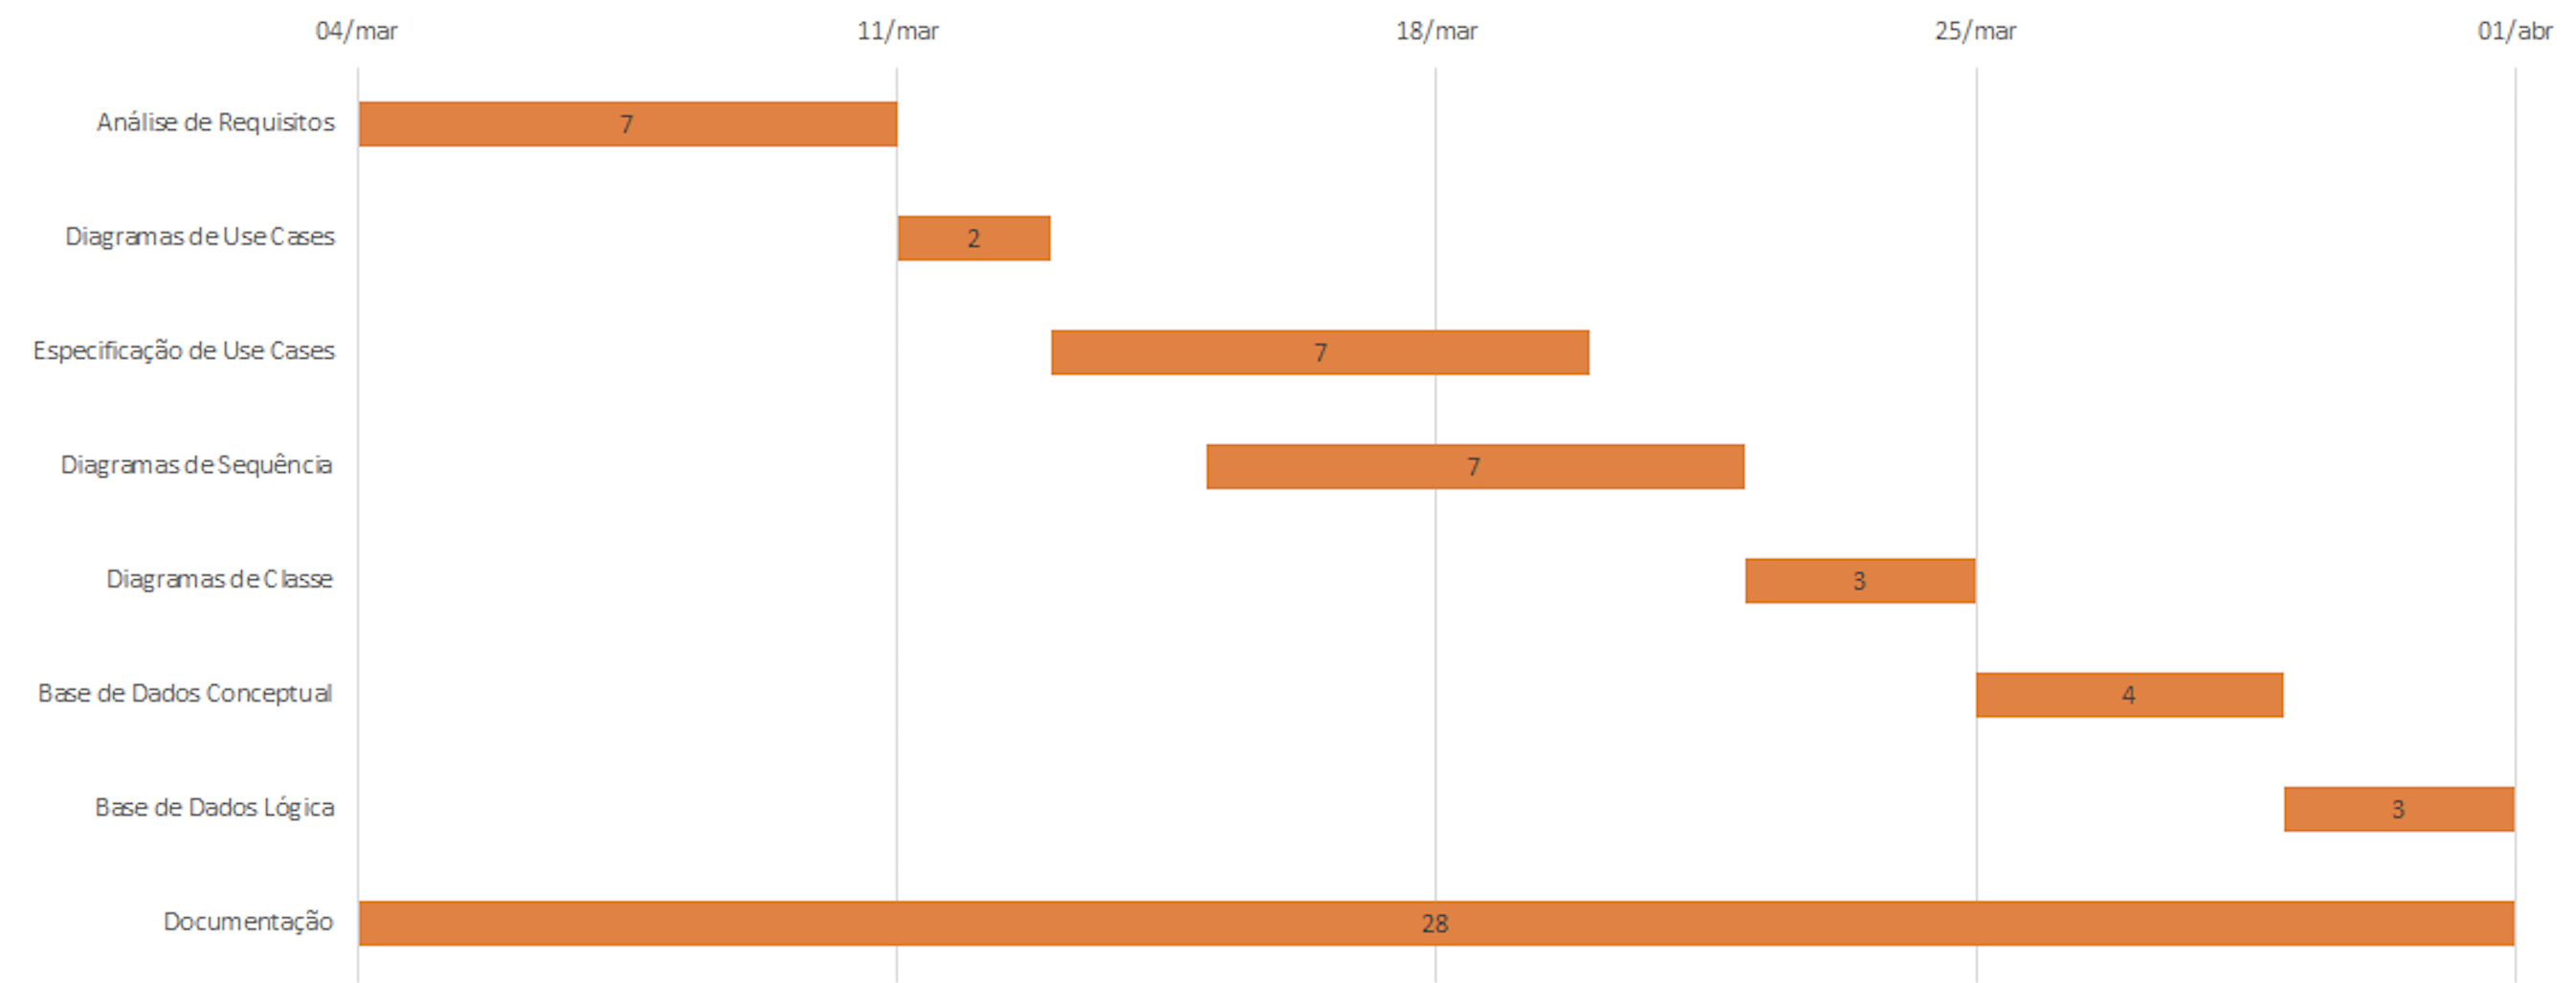 04/mar 11/mar 18/mar 25/mar 01/abr
Análise de Requisitos 7
Diagramas de Use Cases 2
Especificação de Use Cases 7
Diagramas de Sequência 7
Diagramas de Classe 3
Base de Dados Conceptual 4
Base de Dados Lógica 3
Documentação 28